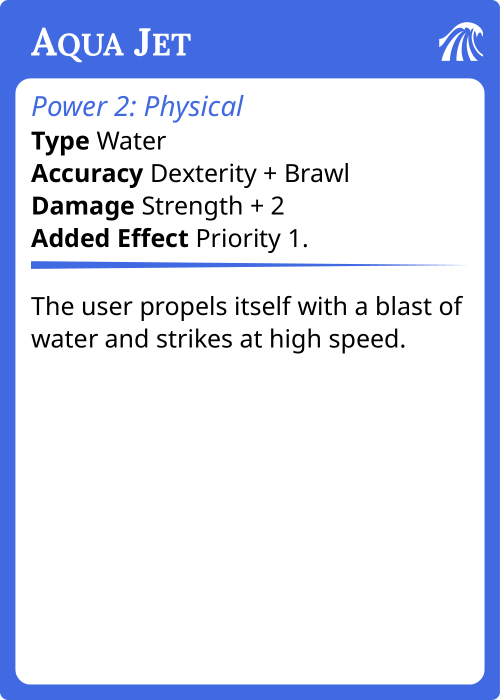 Aqua Jet
Power 2: Physical
Type Water
Accuracy Dexterity + Brawl
Damage Strength + 2
Added Effect Priority 1.
The user propels itself with a blast of
water and strikes at high speed.